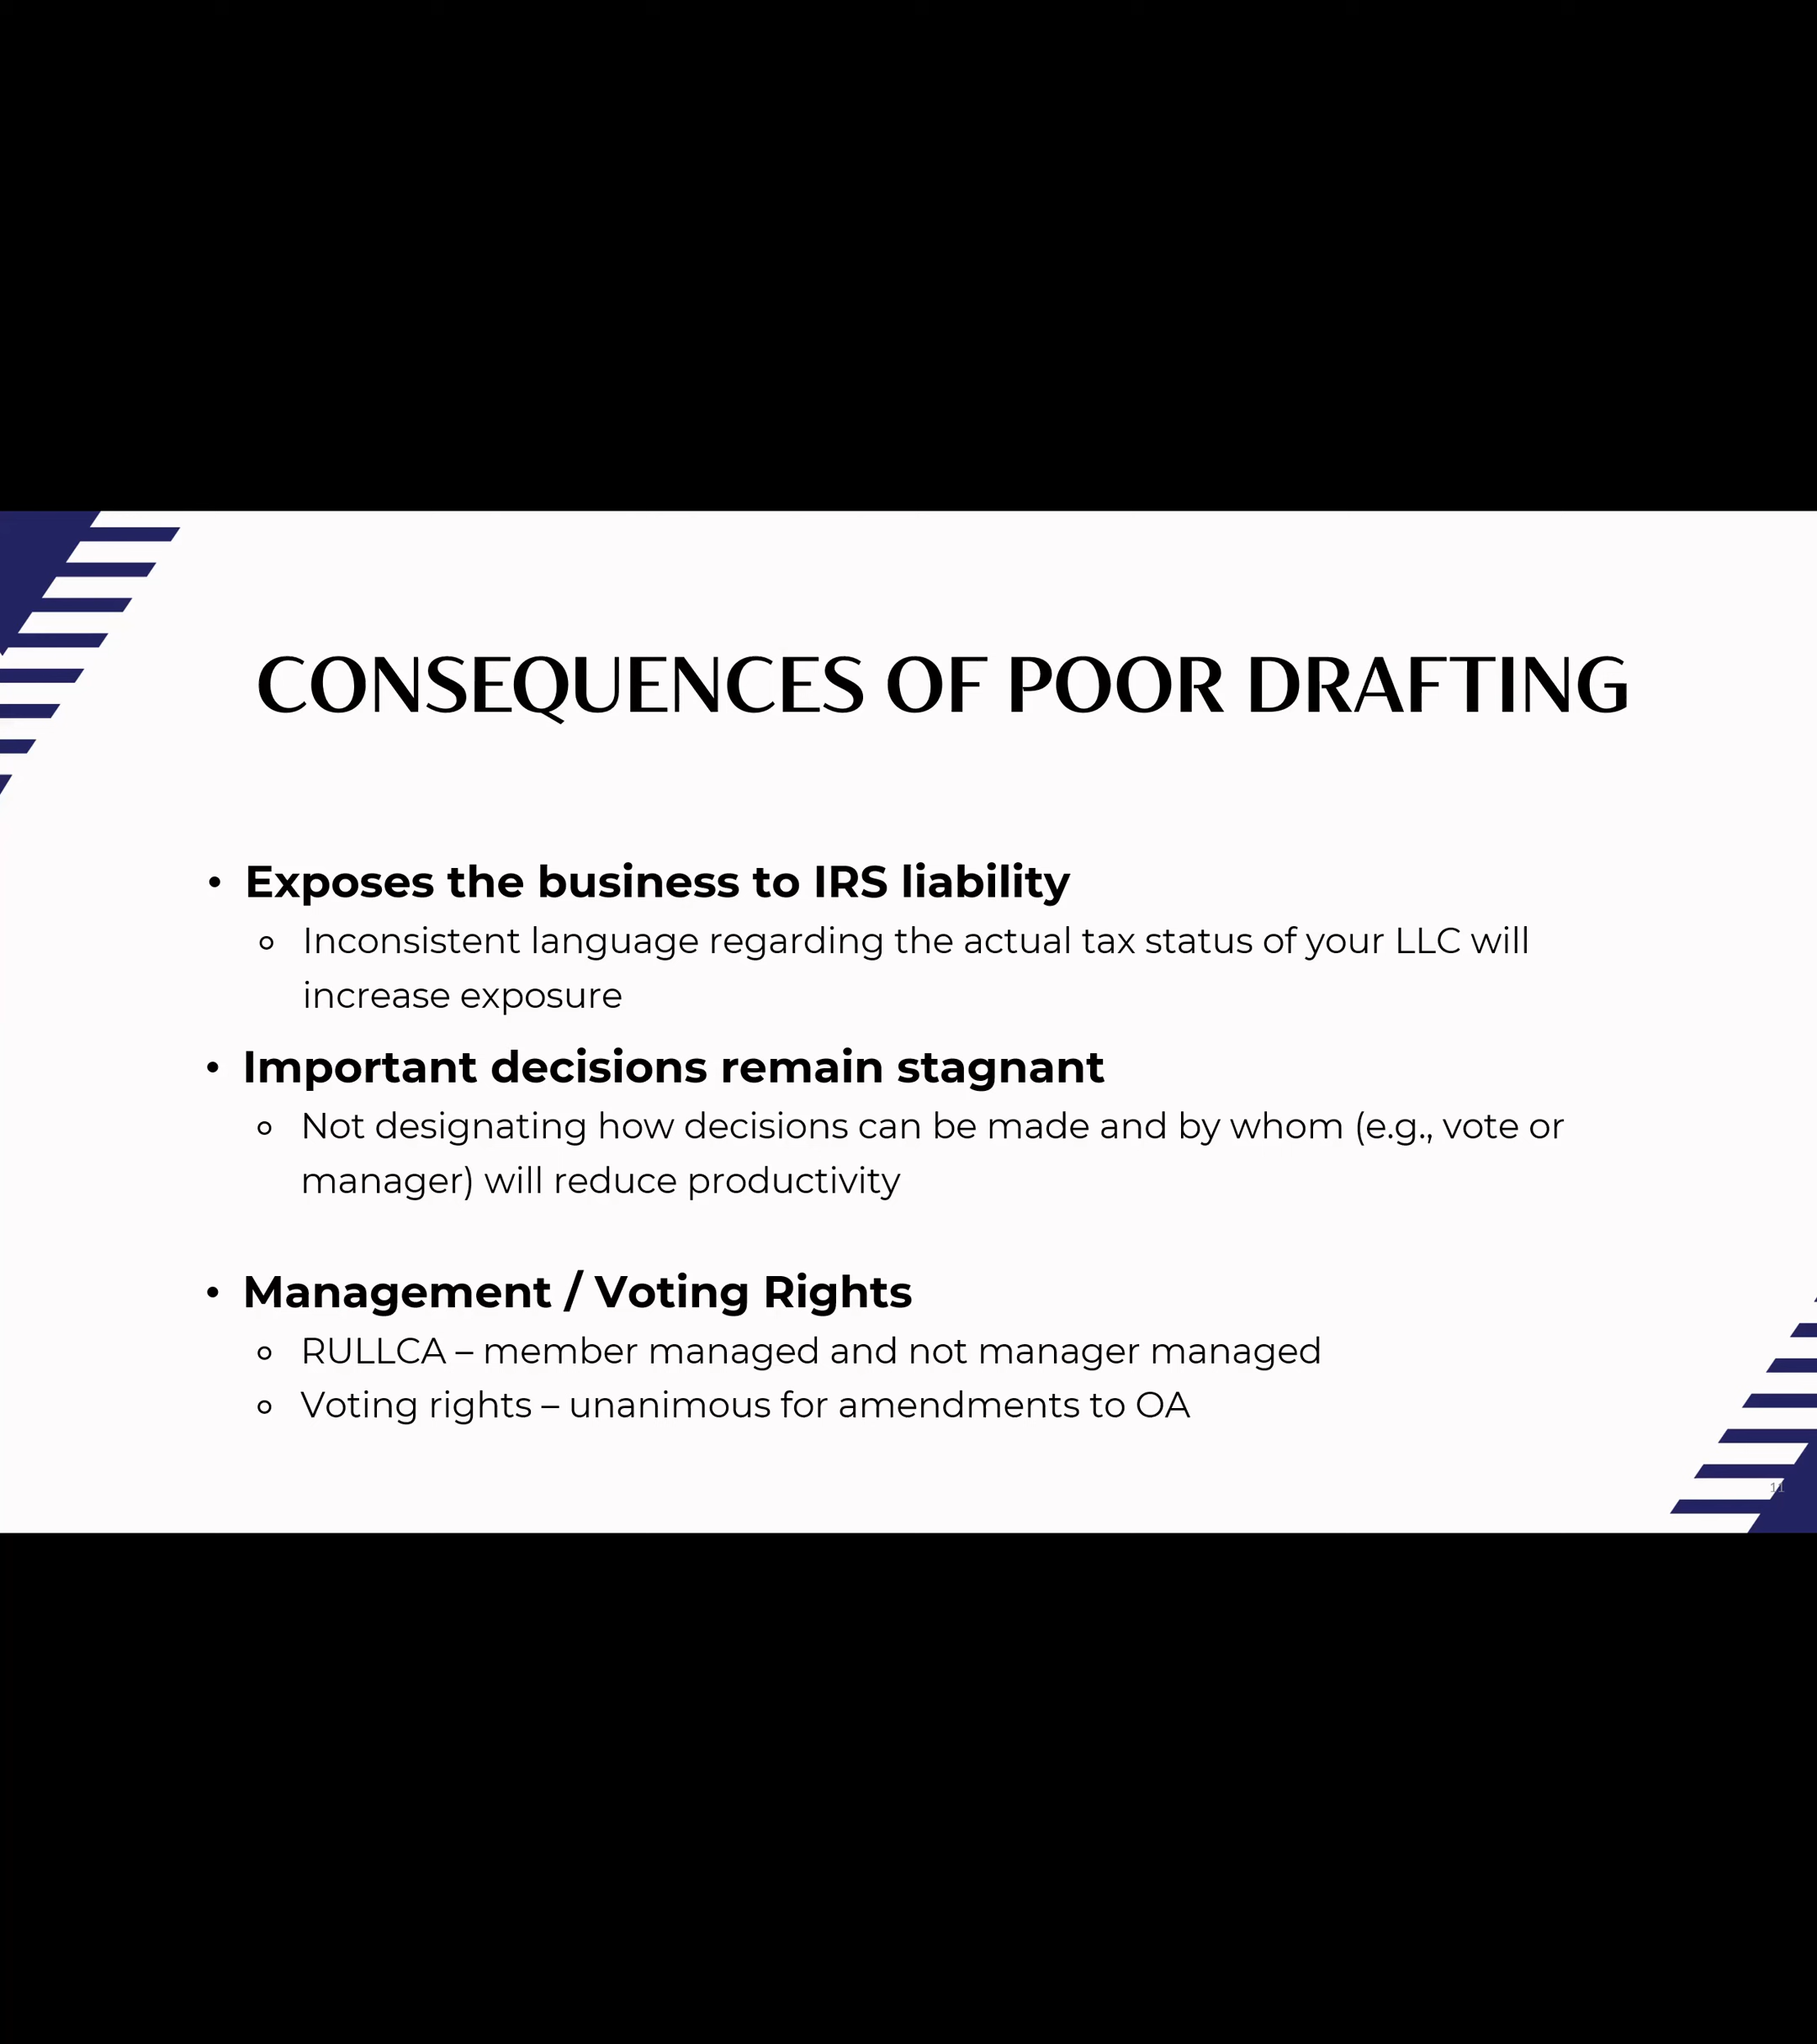 CONSEQUENCES OF POOR DRAFTING
• Exposes the business to IRS liability
o Inconsistent language regarding the actual tax status of your LLC will
increase exposure
• Important decisions remain stagnant
o Not designating how decisions can be made and by whom (e.g., vote or
manager) will reduce productivity
• Management / Voting Rights
o RULLCA – member managed and not manager managed
o Voting rights – unanimous for amendments to OA
11